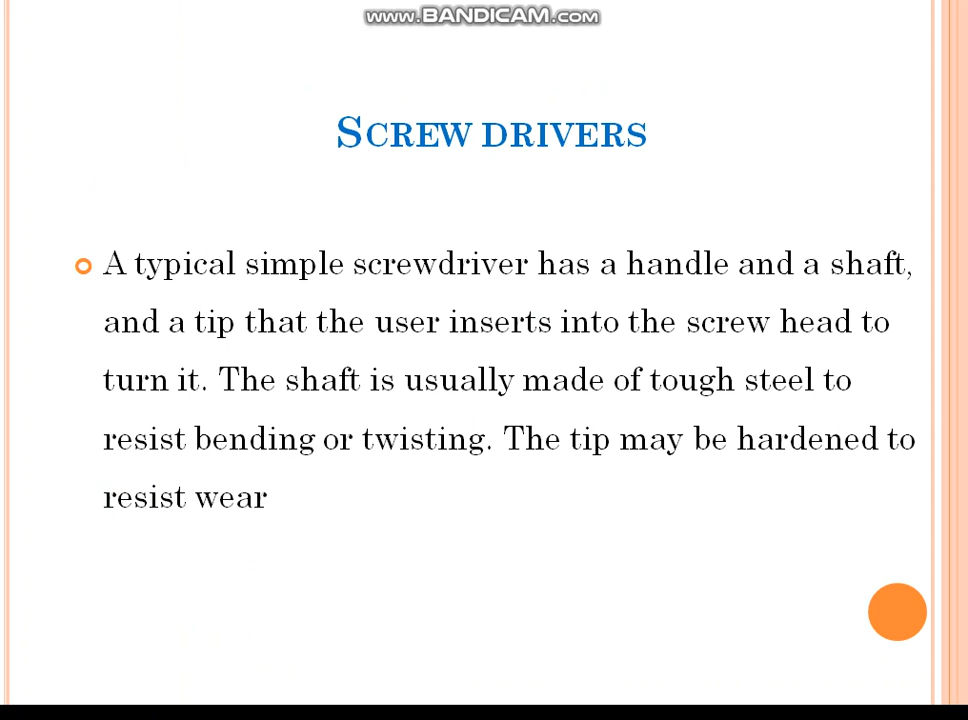 WWW.BANDICAM.COM
SCREW DRIVERS
A typical simple screwdriver has a handle and a shaft,
and a tip that the user inserts into the screw head to
turn it. The shaft is usually made of tough steel to
resist bending or twisting. The tip may be hardened to
resist wear